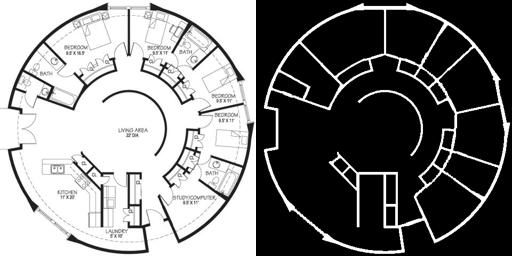 BEDROOM
9.5' X 16.5'
BEDROOM
9.5' X 11'
BATH
BATH
BEDROOM
9.5' X 11'
BEDROOM
9.5' X 11'
LIVING AREA
22' DIA
BATH
KITCHEN
11' X 20'
STUDY/COMPUTER
9.5' X 11'
LAUNDRY
5' X 10'